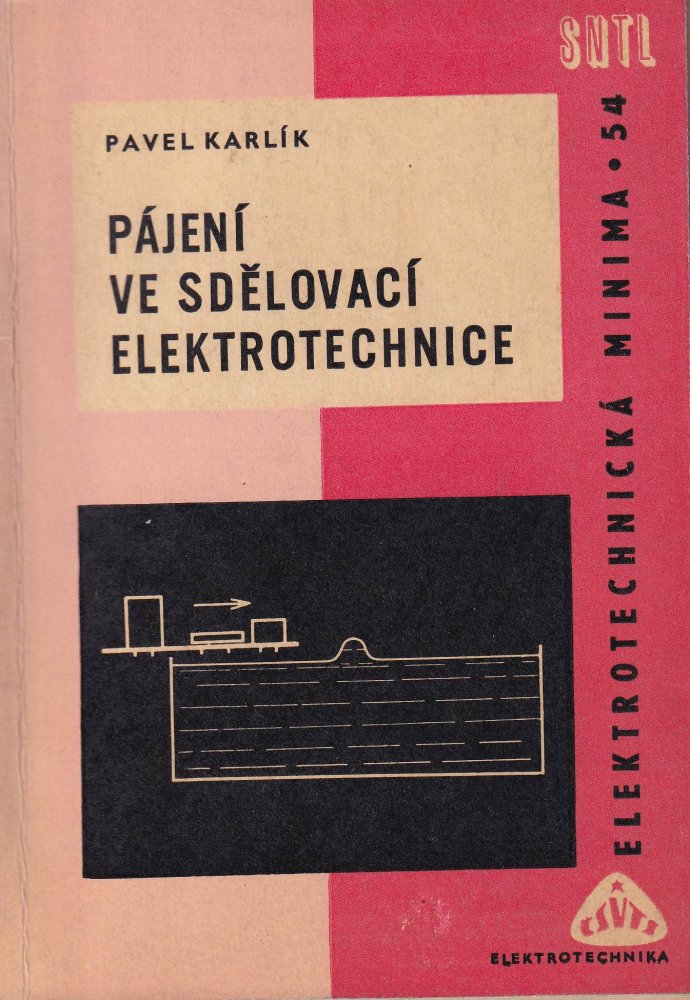 SNTL
PAVEL KARLÍK
PÁJENÍ
VE SDĚLOVACÍ
ELEKTROTECHNICE
ELEKTROTECHNICKÁ MINIMA • 54
ČSVTS
ELEKTROTECHNIKA